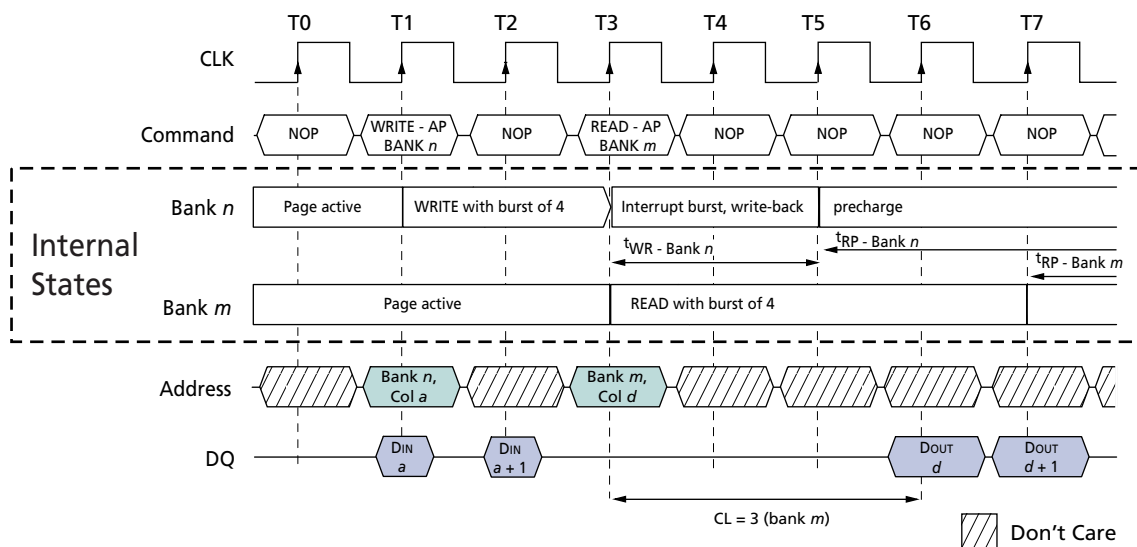 T0 T1 T2 T3 T4 T5 T6 T7
CLK
Command NOP WRITE - AP BANK n NOP READ - AP BANK m NOP NOP NOP NOP
Bank n Page active WRITE with burst of 4 Interrupt burst, write-back precharge
Internal States
tWR - Bank n tRP - Bank n
tRP - Bank m
Bank m Page active READ with burst of 4
Address Bank n, Col a Bank m, Col d
DQ DIN a DIN a + 1 DOUT d DOUT d + 1
CL = 3 (bank m)
Don't Care